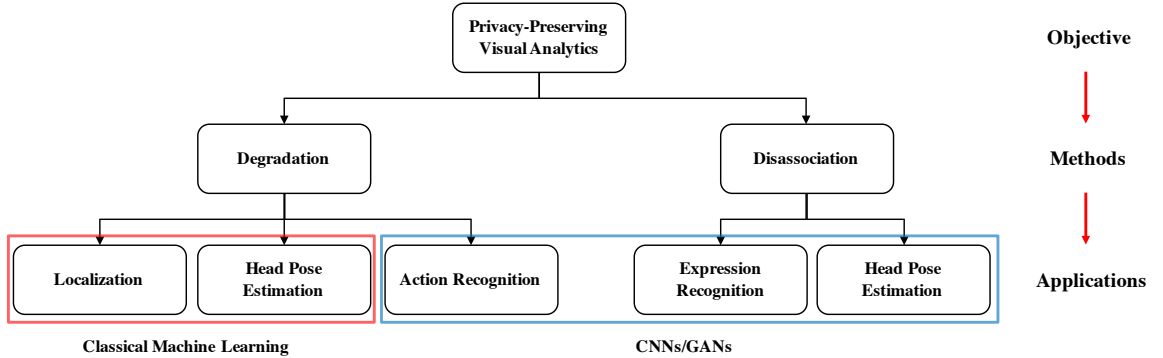 Privacy-Preserving
Visual Analytics
Objective
Degradation
Disassociation
Methods
Localization
Head Pose
Estimation
Action Recognition
Expression
Recognition
Head Pose
Estimation
Applications
Classical Machine Learning
CNNs/GANs